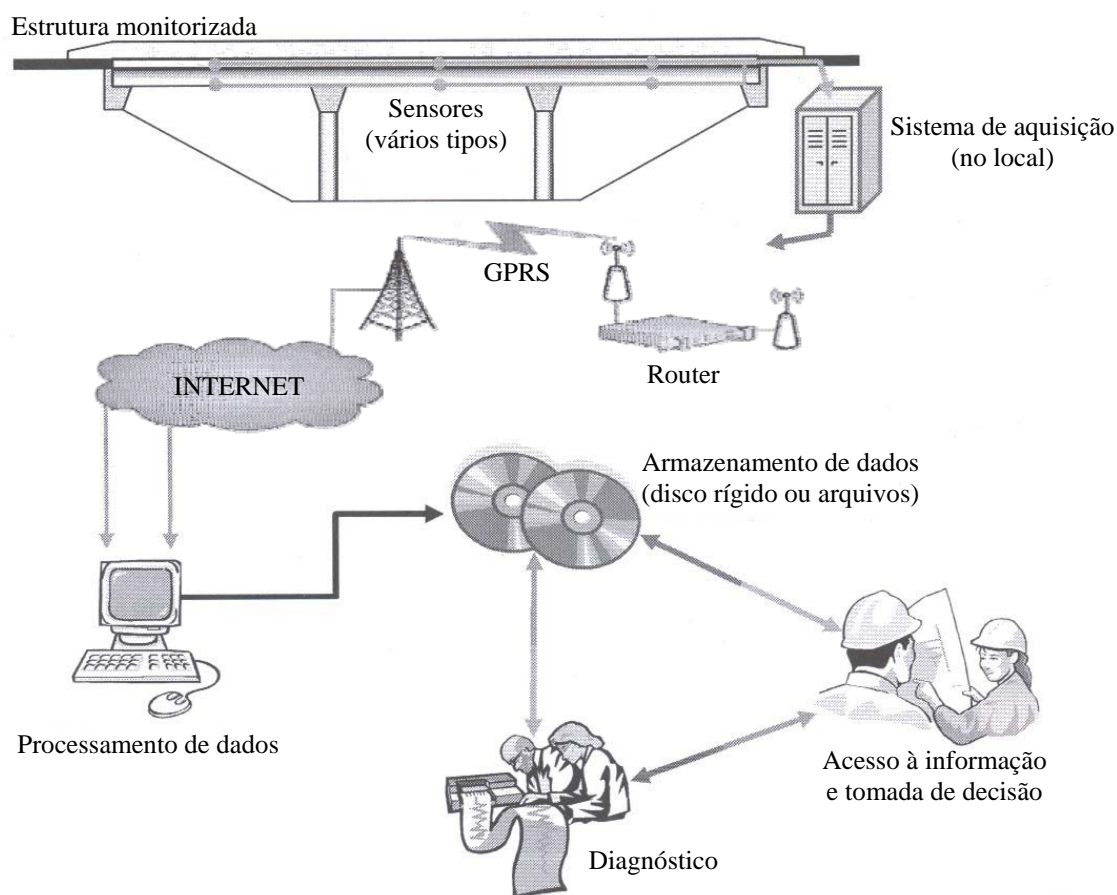 Estrutura monitorizada
Sensores
(vários tipos)
Sistema de aquisição
(no local)
GPRS
Router
INTERNET
Armazenamento de dados
(disco rígido ou arquivos)
Processamento de dados
Acesso à informação
e tomada de decisão
Diagnóstico